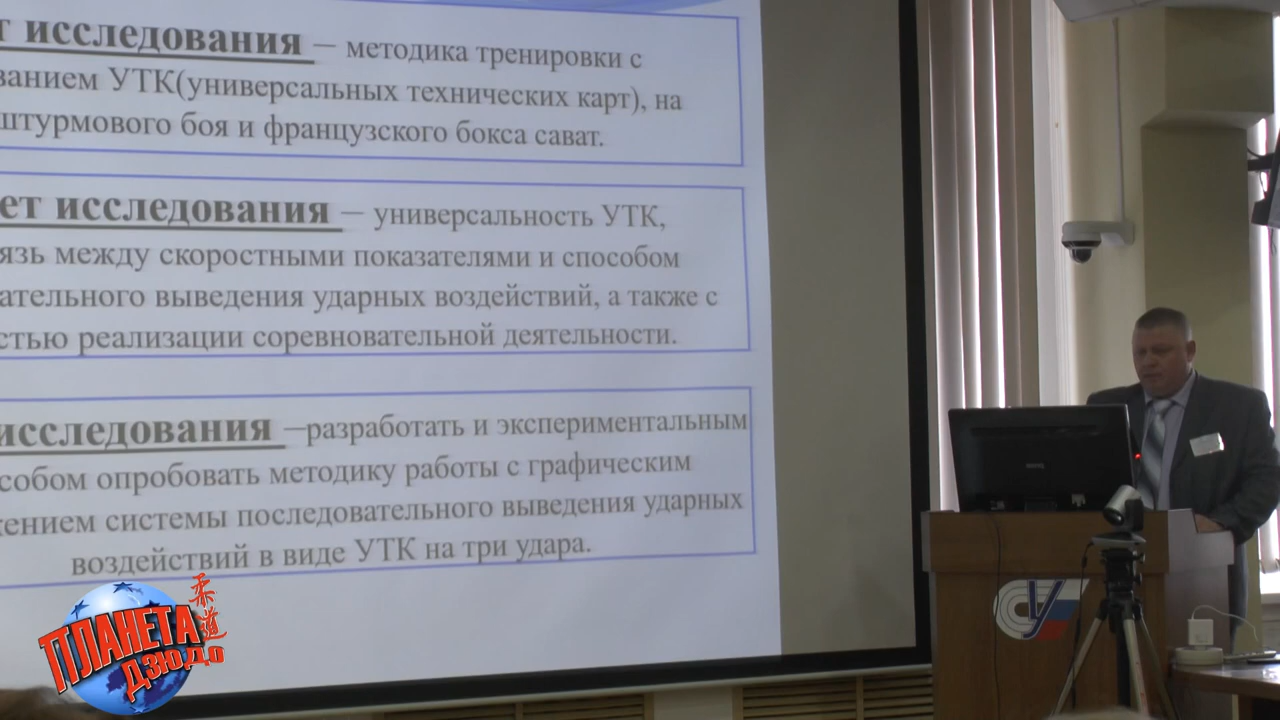 т исследования – методика тренировки с
ванием УТК(универсальных технических карт), на
штурмового боя и французского бокса сават.
ет исследования – универсальность УТК,
язь между скоростными показателями и способом
ательного выведения ударных воздействий, а также с
стью реализации соревновательной деятельности.
исследования –разработать и экспериментальным
собом опробовать методику работы с графическим
жением системы последовательного выведения ударных
воздействий в виде УТК на три удара.
ПЛАНЕТА
ДЗЮДО
柔道